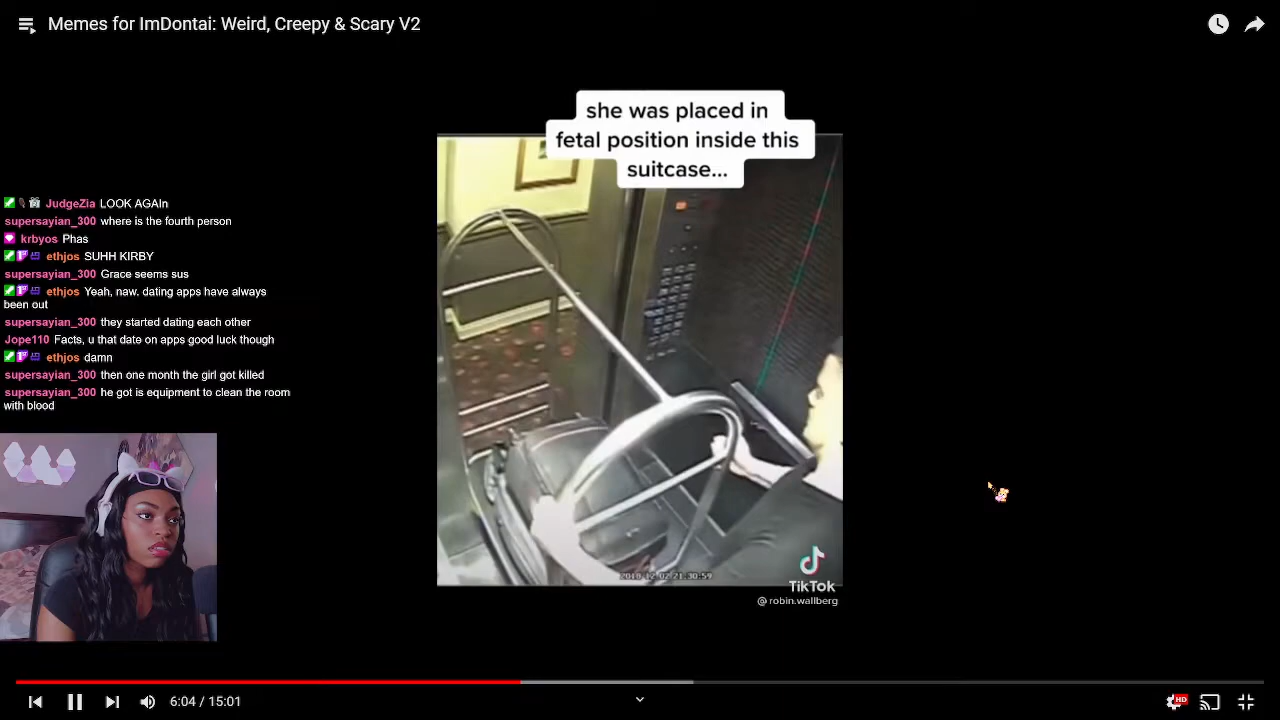 Memes for ImDontai: Weird, Creepy & Scary V2
she was placed in
fetal position inside this
suitcase...
JudgeZia LOOK AGAIn
supersayian_300 where is the fourth person
krbyos Phas
ethjos SUHH KIRBY
supersayian_300 Grace seems sus
ethjos Yeah, naw. dating apps have always
been out
supersayian_300 they started dating each other
Jope110 Facts, u that date on apps good luck though
ethjos damn
supersayian_300 then one month the girl got killed
supersayian_300 he got is equipment to clean the room
with blood
21:30:59
TikTok
@robin.wallberg
6:04 / 15:01
HD